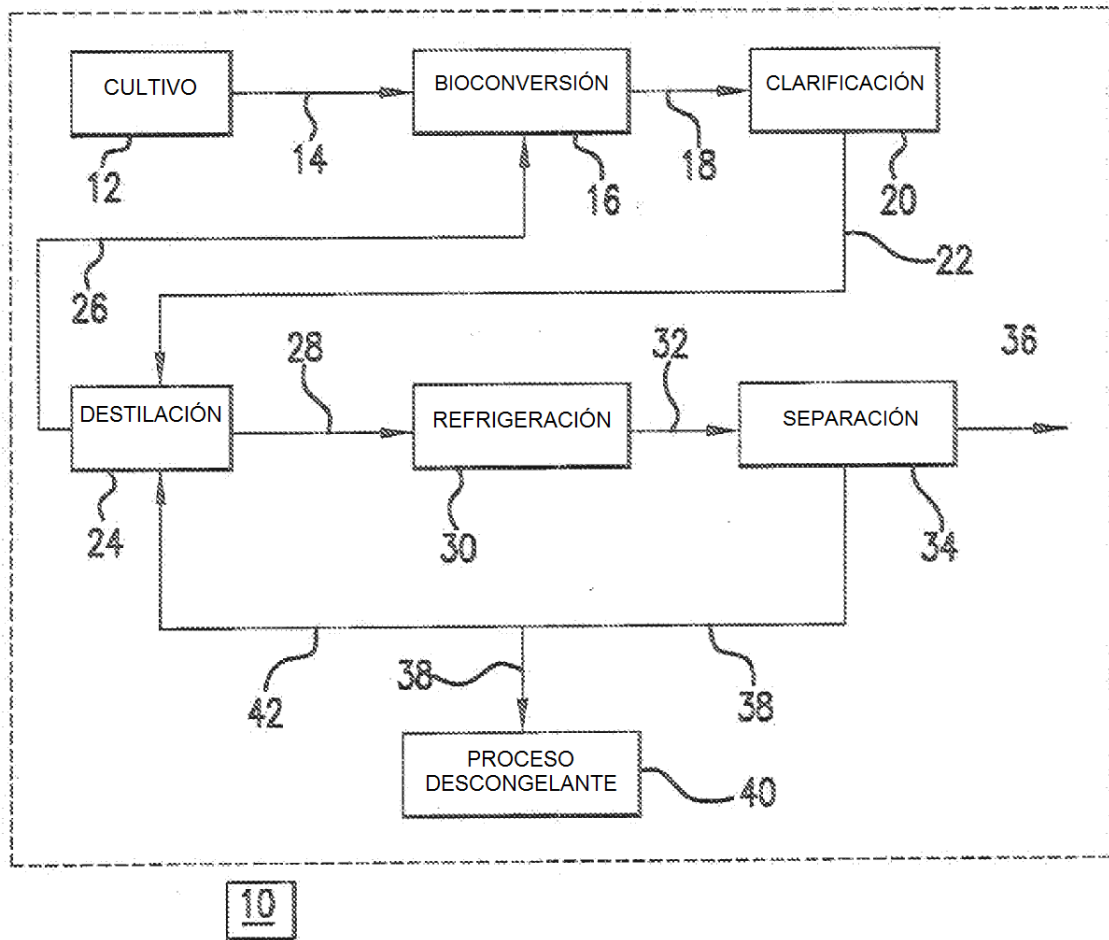 CULTIVO
BIOCONVERSIÓN
CLARIFICACIÓN
12
14
16
18
20
22
26
28
32
36
DESTILACIÓN
REFRIGERACIÓN
SEPARACIÓN
24
30
34
42
38
38
PROCESO
DESCONGELANTE
40
10